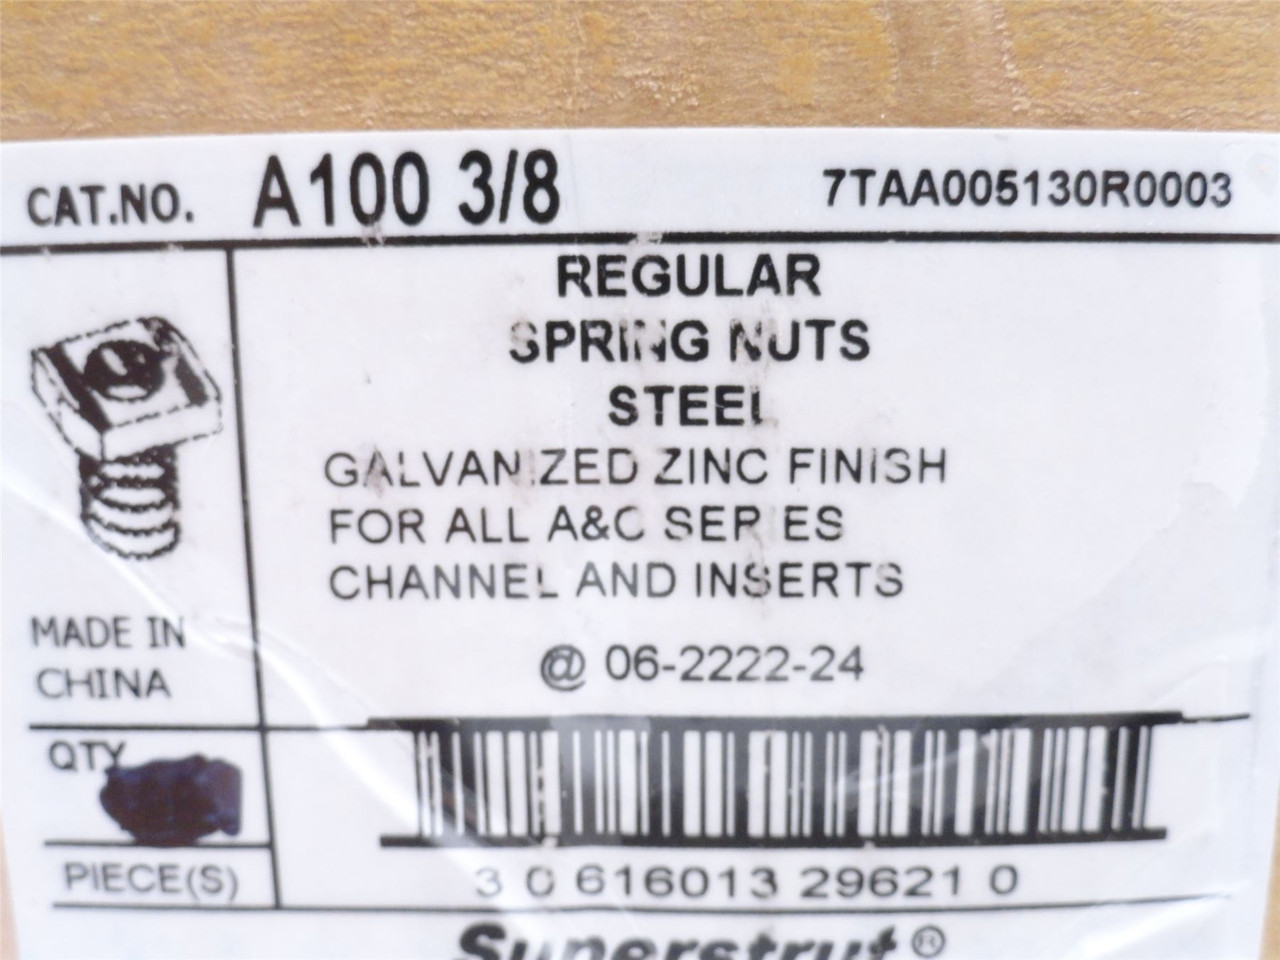 CAT.NO. A100 3/8 7TAA005130R0003
REGULAR
SPRING NUTS
STEEL
GALVANIZED ZINC FINISH
FOR ALL A&C SERIES
CHANNEL AND INSERTS
@ 06-2222-24
MADE IN
CHINA
QTY
PIECE(S)
3 0 616013 29621 0
Superstrut®